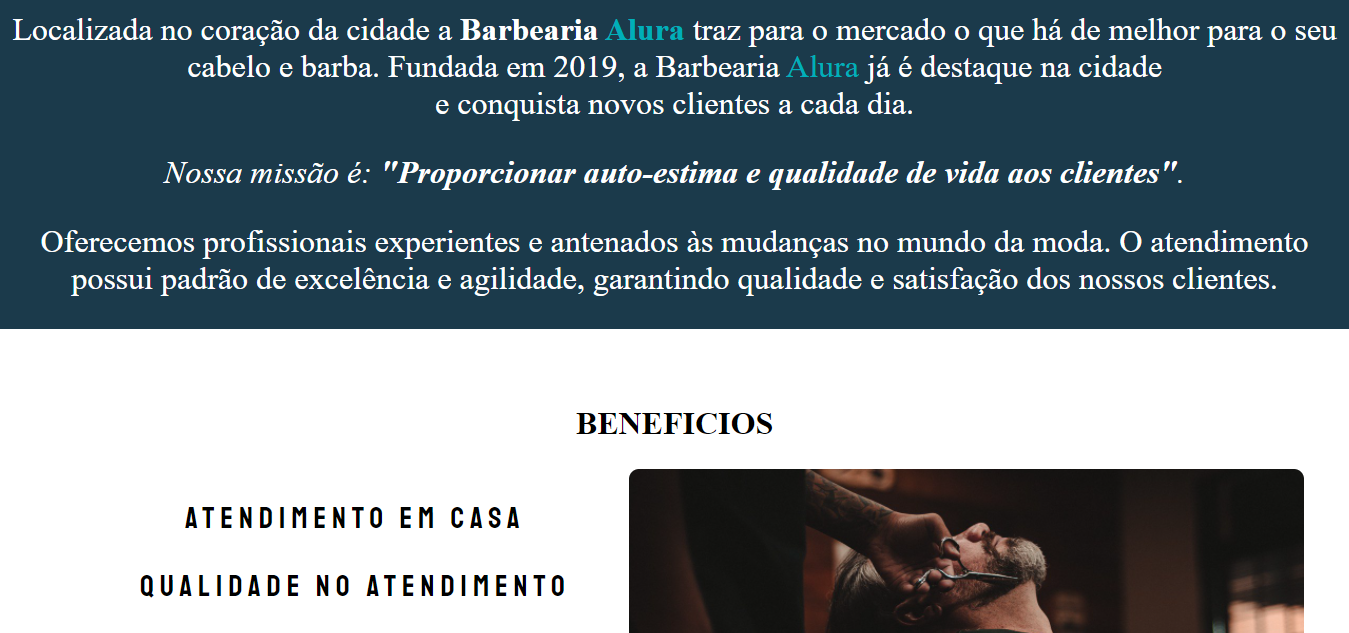 Localizada no coração da cidade a Barbearia Alura traz para o mercado o que há de melhor para o seu
cabelo e barba. Fundada em 2019, a Barbearia Alura já é destaque na cidade
e conquista novos clientes a cada dia.
Nossa missão é: "Proporcionar auto-estima e qualidade de vida aos clientes".
Oferecemos profissionais experientes e antenados às mudanças no mundo da moda. O atendimento
possui padrão de excelência e agilidade, garantindo qualidade e satisfação dos nossos clientes.
BENEFICIOS
ATENDIMENTO EM CASA
QUALIDADE NO ATENDIMENTO